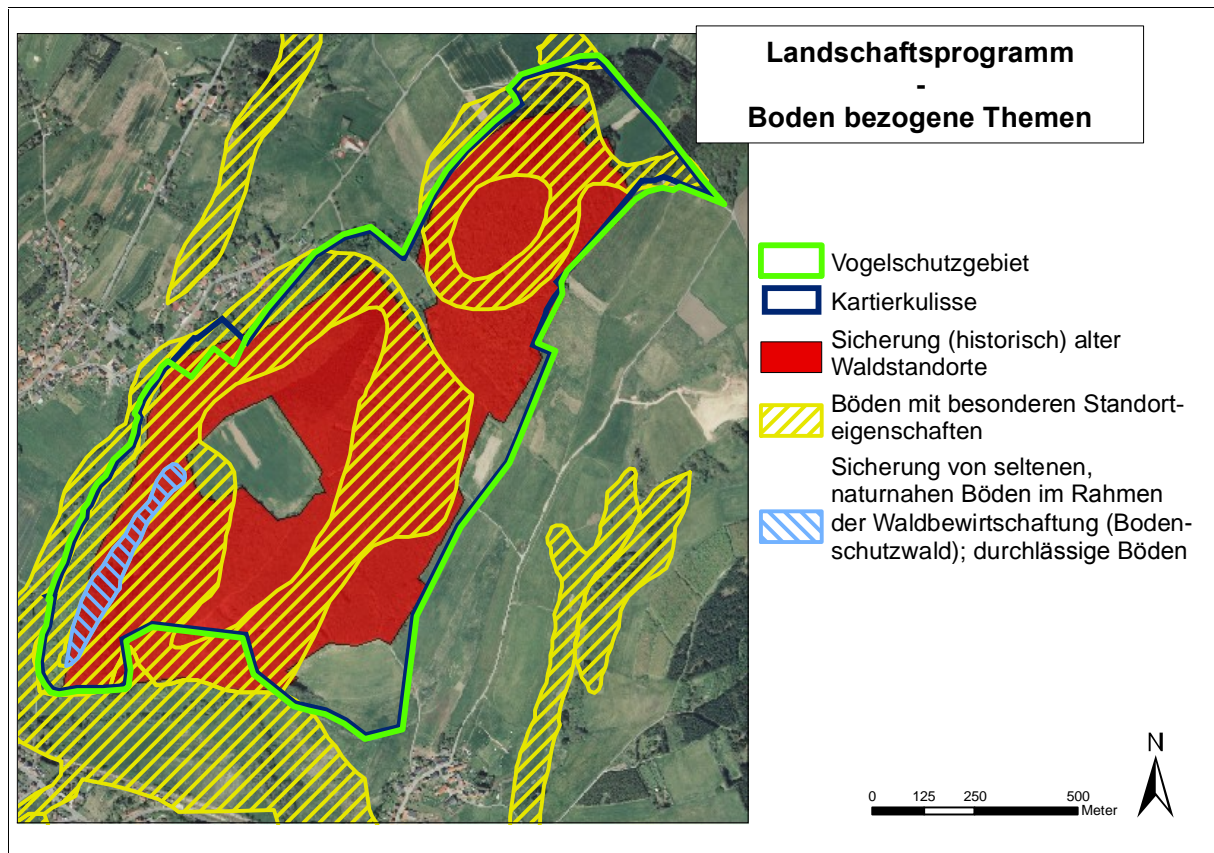 Landschaftsprogramm
-
Boden bezogene Themen
Vogelschutzgebiet
Kartierkulisse
Sicherung (historisch) alter
Waldstandorte
Böden mit besonderen Standort-
eigenschaften
Sicherung von seltenen,
naturnahen Böden im Rahmen
der Waldbewirtschaftung (Boden-
schutzwald); durchlässige Böden
N
0 125 250 500
Meter